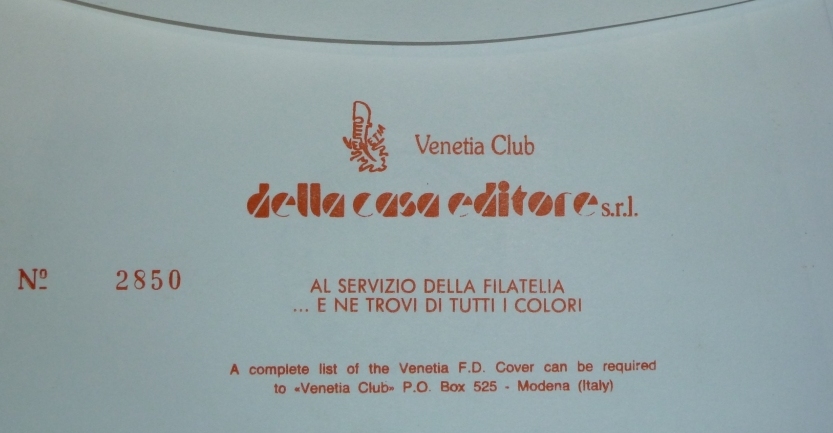 Venetia Club
della casa editore s.r.l.
Nº 2850
AL SERVIZIO DELLA FILATELIA
... E NE TROVI DI TUTTI I COLORI
A complete list of the Venetia F.D. Cover can be required
to «Venetia Club» P.O. Box 525 - Modena (Italy)